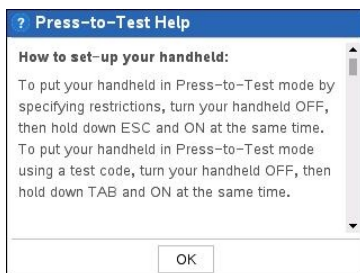 ? Press-to-Test Help
How to set-up your handheld:
To put your handheld in Press-to-Test mode by
specifying restrictions, turn your handheld OFF,
then hold down ESC and ON at the same time.
To put your handheld in Press-to-Test mode
using a test code, turn your handheld OFF, then
hold down TAB and ON at the same time.
OK